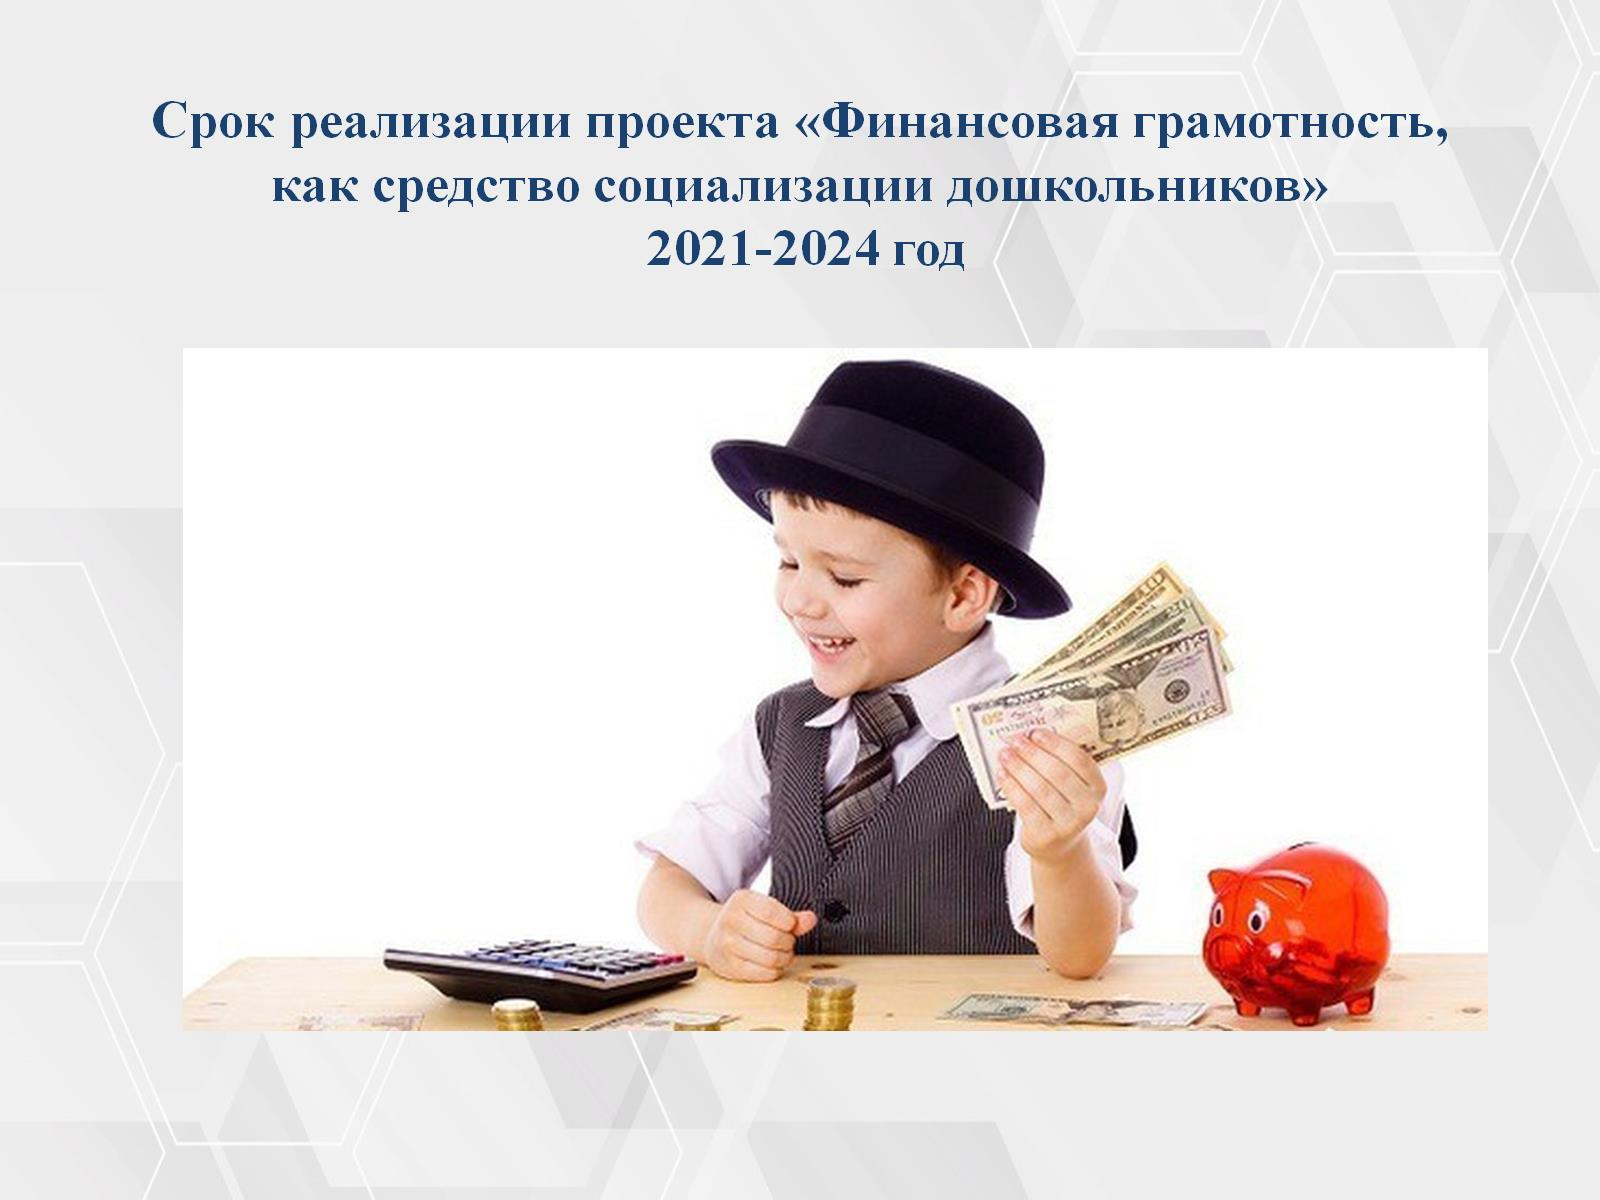 Срок реализации проекта «Финансовая грамотность,
как средство социализации дошкольников»
2021-2024 год